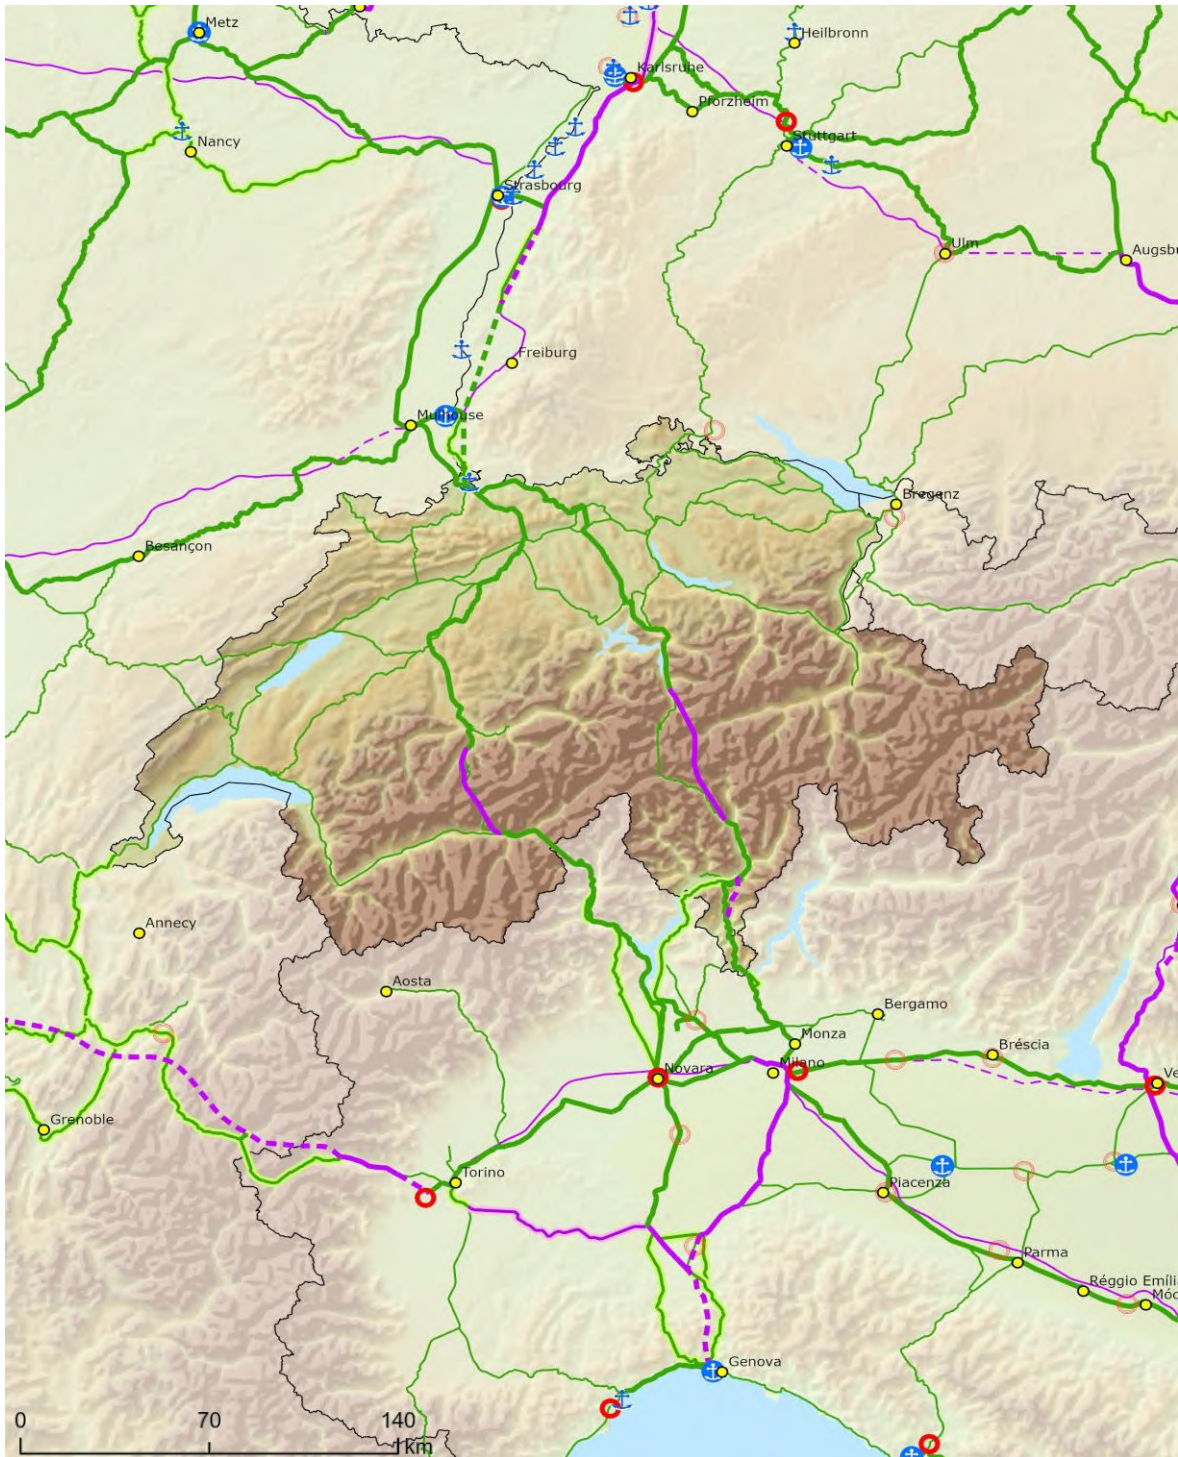 Metz
Heilbronn
Karlsruhe
Pforzheim
Nancy
Stuttgart
Strasbourg
Ulm
Augsbu
Freiburg
Mulhouse
Bregenz
Besançon
Annecy
Aosta
Bergamo
Monza
Bréscia
Milano
Novara
Ve
Grenoble
Torino
Piacenza
Parma
Réggio Emília
Mód
Genova
0 70 140
km